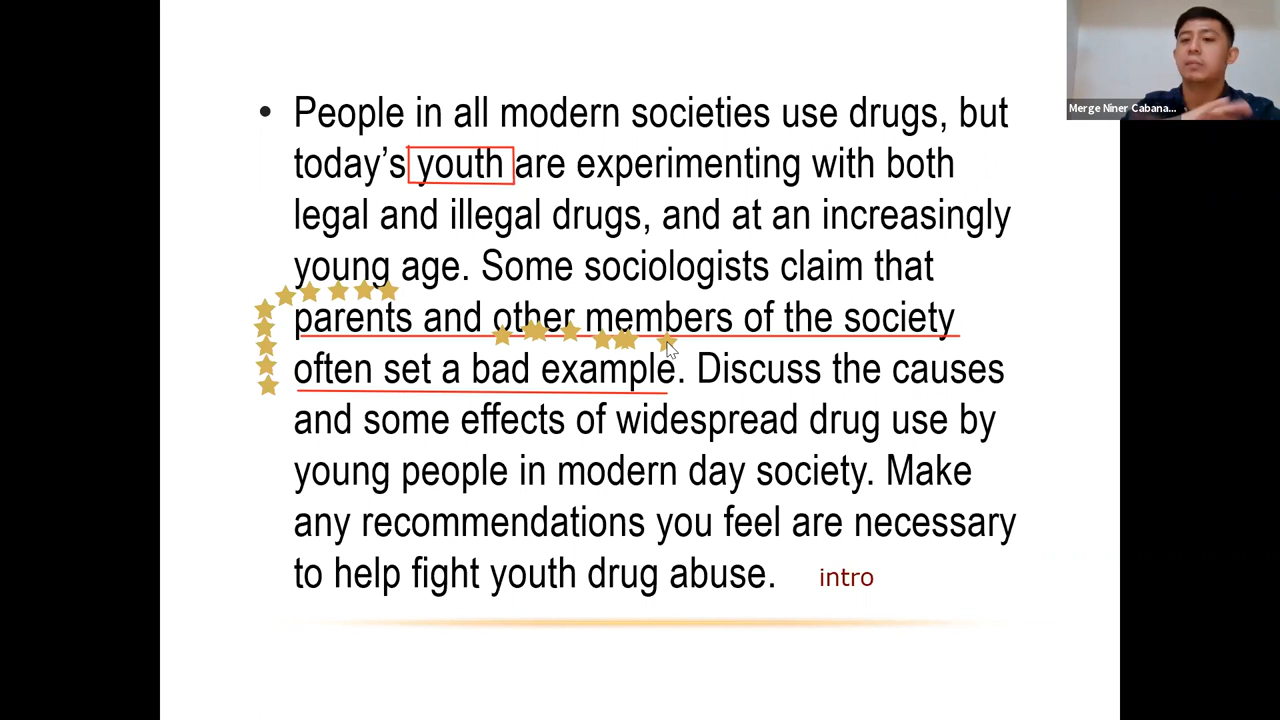 Merge Niner Cabana...
• People in all modern societies use drugs, but
today’s youth are experimenting with both
legal and illegal drugs, and at an increasingly
young age. Some sociologists claim that
parents and other members of the society
often set a bad example. Discuss the causes
and some effects of widespread drug use by
young people in modern day society. Make
any recommendations you feel are necessary
to help fight youth drug abuse. intro